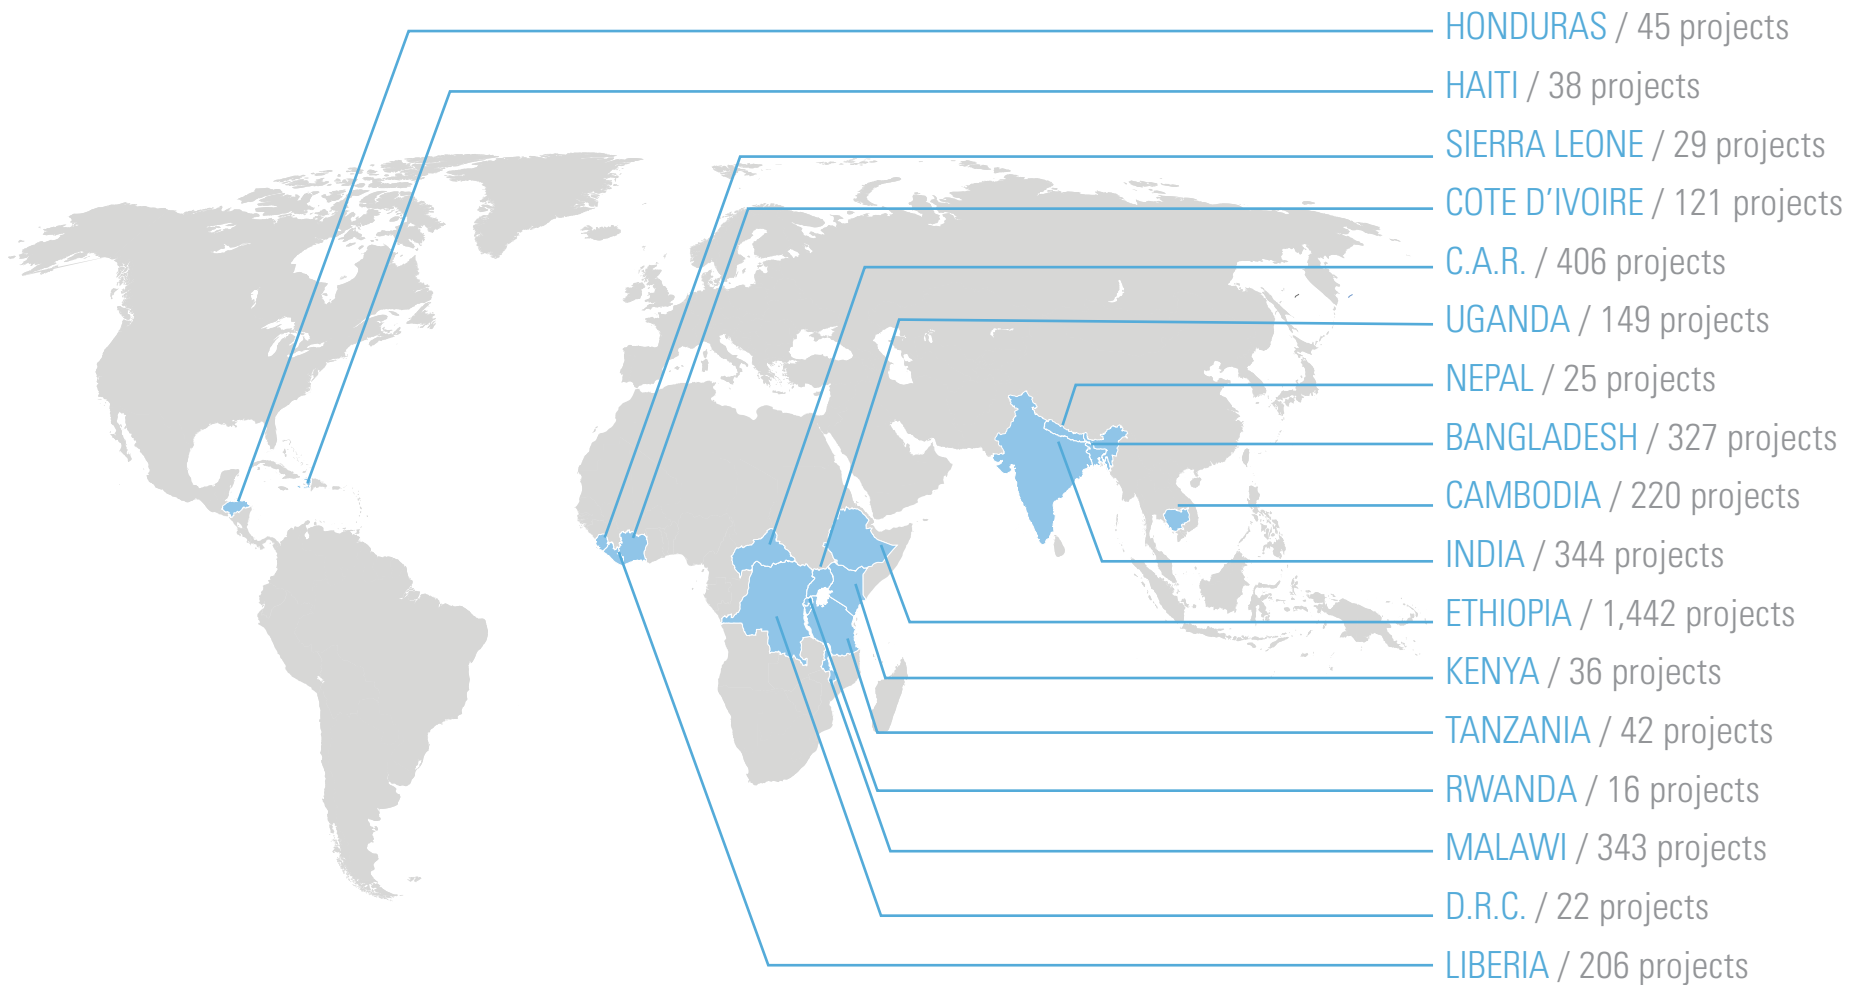 HONDURAS / 45 projects
HAITI / 38 projects
SIERRA LEONE / 29 projects
COTE D’IVOIRE / 121 projects
C.A.R. / 406 projects
UGANDA / 149 projects
NEPAL / 25 projects
BANGLADESH / 327 projects
CAMBODIA / 220 projects
INDIA / 344 projects
ETHIOPIA / 1,442 projects
KENYA / 36 projects
TANZANIA / 42 projects
RWANDA / 16 projects
MALAWI / 343 projects
D.R.C. / 22 projects
LIBERIA / 206 projects